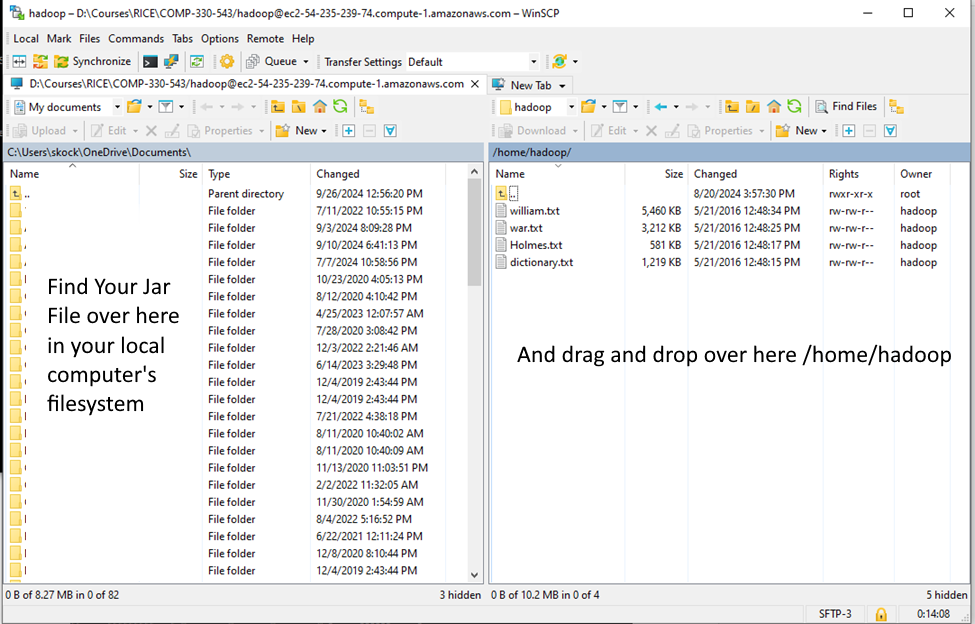 hadoop – D:\Courses\RICE\COMP-330-543/hadoop@ec2-54-235-239-74.compute-1.amazonaws.com – WinSCP
Local Mark Files Commands Tabs Options Remote Help
Synchronize Queue Transfer Settings Default
D:\Courses\RICE\COMP-330-543/hadoop@ec2-54-235-239-74.compute-1.amazonaws.com New Tab
My documents hadoop Find Files
Upload Edit Properties New Download Edit Properties New
C:\Users\skock\OneDrive\Documents\ /home/hadoop/
Name Size Type Changed Name Size Changed Rights Owner
.. Parent directory 9/26/2024 12:56:20 PM .. 8/20/2024 3:57:30 PM rwxr-xr-x root
File folder 7/11/2022 10:55:15 PM william.txt 5,460 KB 5/21/2016 12:48:34 PM rw-rw-r-- hadoop
File folder 9/3/2024 8:09:28 PM war.txt 3,212 KB 5/21/2016 12:48:25 PM rw-rw-r-- hadoop
File folder 9/10/2024 6:41:13 PM Holmes.txt 581 KB 5/21/2016 12:48:17 PM rw-rw-r-- hadoop
File folder 7/7/2024 10:58:56 PM dictionary.txt 1,219 KB 5/21/2016 12:48:15 PM rw-rw-r-- hadoop
File folder 10/23/2020 4:05:13 PM
File folder 8/12/2020 4:10:42 PM
File folder 4/25/2023 12:07:57 AM
File folder 7/28/2020 3:08:42 PM
File folder 12/3/2022 2:21:46 AM
File folder 6/14/2023 3:29:48 PM
File folder 12/4/2019 2:43:44 PM
File folder 12/4/2019 2:43:44 PM
File folder 7/21/2022 4:38:18 PM
File folder 8/11/2020 10:40:02 AM
File folder 8/11/2020 10:40:09 AM
File folder 11/13/2020 11:03:51 PM
File folder 2/2/2022 11:32:05 AM
File folder 11/30/2020 1:54:59 AM
File folder 8/4/2022 5:16:52 PM
File folder 6/22/2021 12:11:24 PM
File folder 12/8/2020 8:10:44 PM
File folder 12/4/2019 2:43:44 PM
Find Your Jar
File over here
in your local
computer's
filesystem
And drag and drop over here /home/hadoop
0 B of 8.27 MB in 0 of 82 3 hidden 0 B of 10.2 MB in 0 of 4 5 hidden
SFTP-3 0:14:08